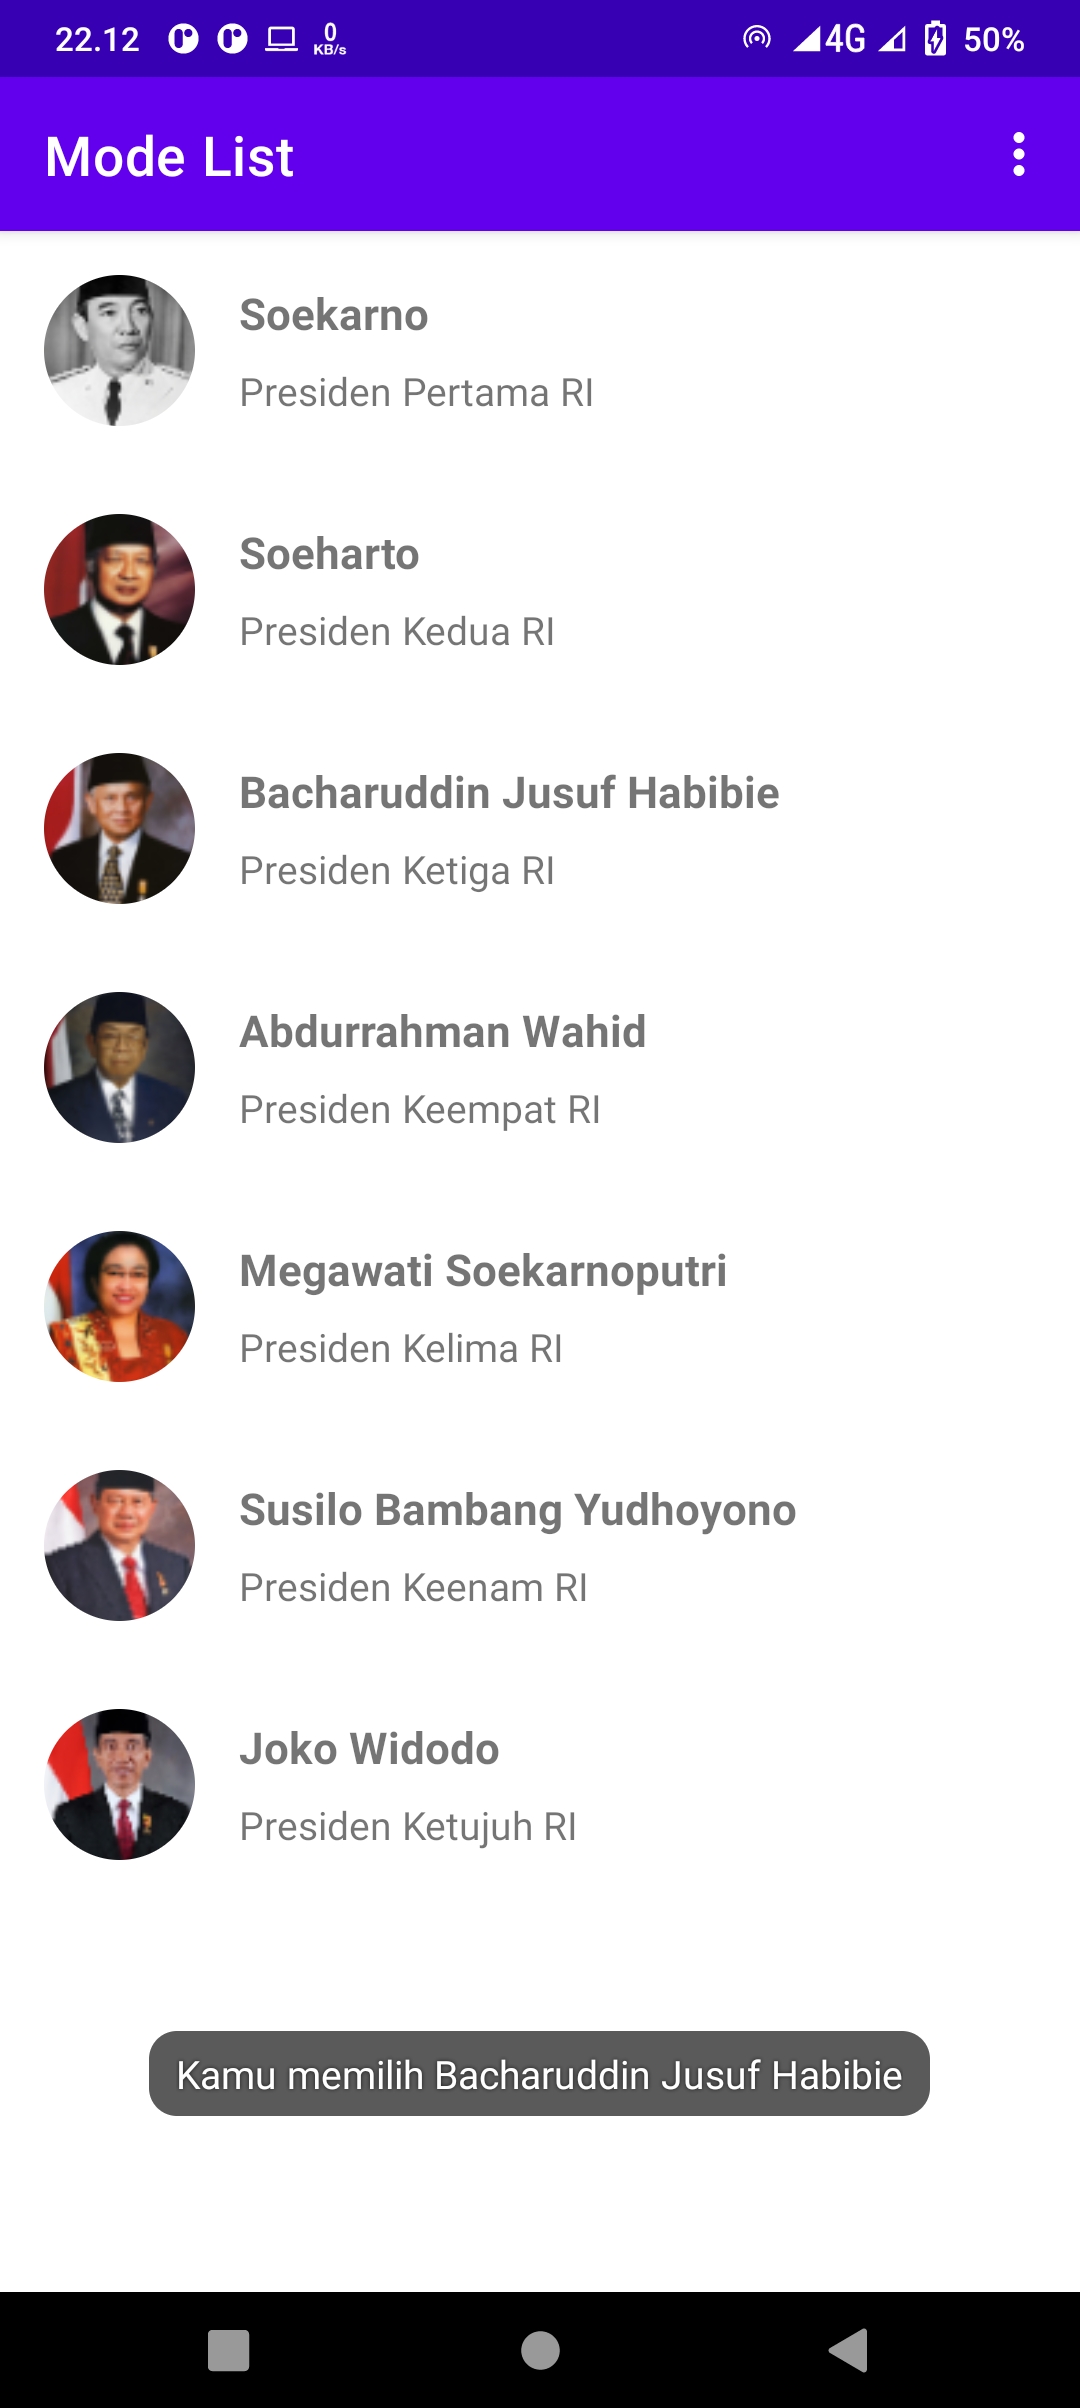 22.12
0
KB/s
4G
50%
Mode List
Soekarno
Presiden Pertama RI
Soeharto
Presiden Kedua RI
Bacharuddin Jusuf Habibie
Presiden Ketiga RI
Abdurrahman Wahid
Presiden Keempat RI
Megawati Soekarnoputri
Presiden Kelima RI
Susilo Bambang Yudhoyono
Presiden Keenam RI
Joko Widodo
Presiden Ketujuh RI
Kamu memilih Bacharuddin Jusuf Habibie